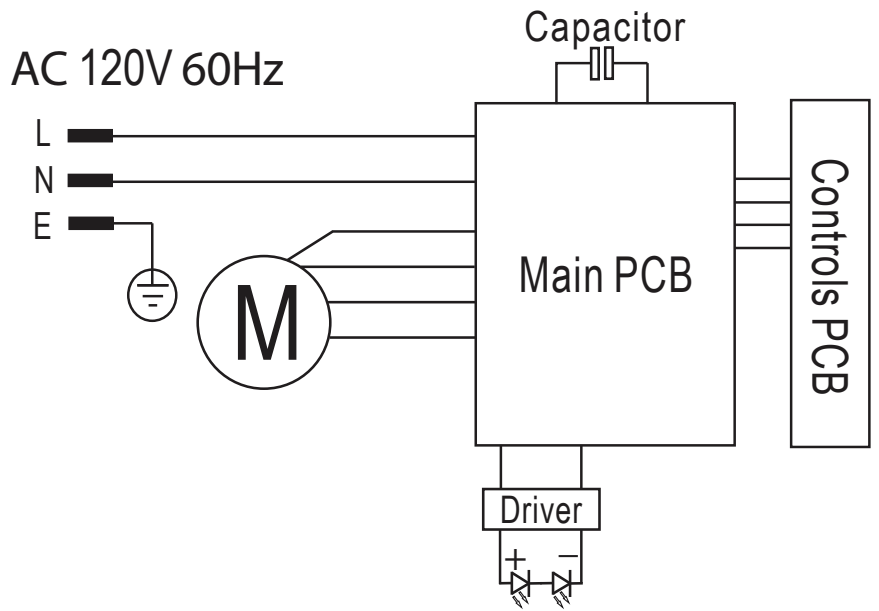 Capacitor
AC 120V 60Hz
L
N
E
M
Main PCB
Controls PCB
Driver
+ −